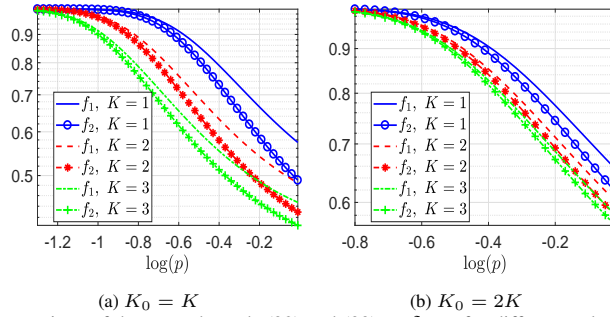 0.9
0.8
0.7
0.6
0.5
f₁, K = 1
f₂, K = 1
f₁, K = 2
f₂, K = 2
f₁, K = 3
f₂, K = 3
-1.2 -1 -0.8 -0.6 -0.4 -0.2
log(p)
(a) K₀ = K
0.9
0.8
0.7
0.6
f₁, K = 1
f₂, K = 1
f₁, K = 2
f₂, K = 2
f₁, K = 3
f₂, K = 3
-0.8 -0.6 -0.4 -0.2
log(p)
(b) K₀ = 2K